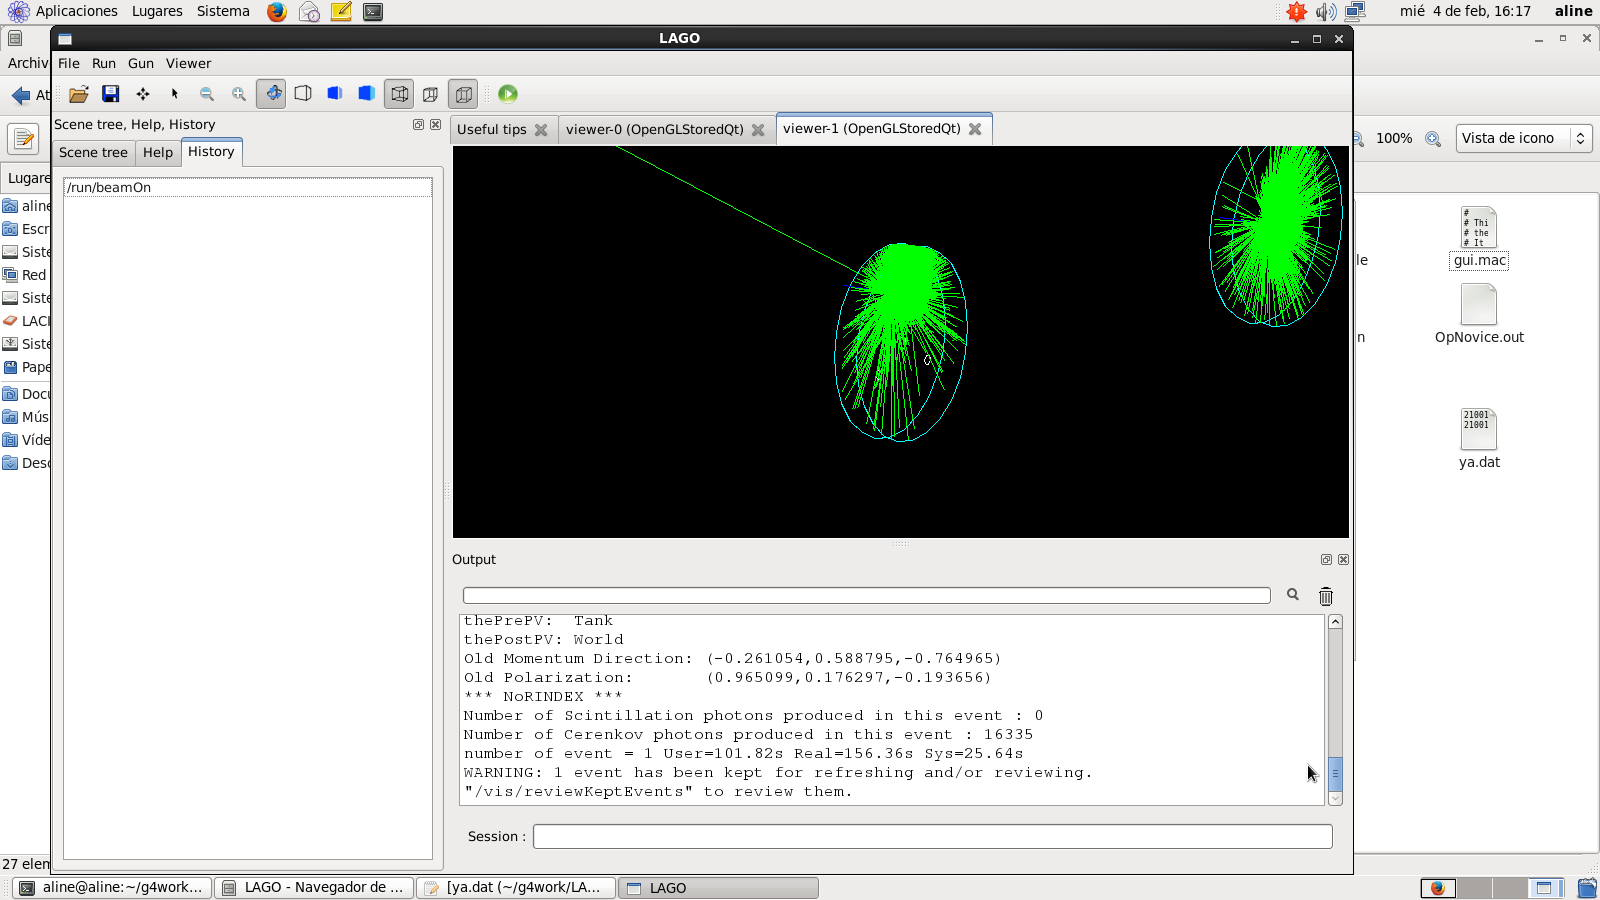 Aplicaciones Lugares Sistema
mié 4 de feb, 16:17 aline
LAGO
Archiv
File Run Gun Viewer
At
Scene tree, Help, History
Useful tips
viewer-0 (OpenGLStoredQt)
viewer-1 (OpenGLStoredQt)
100%
Vista de icono
Scene tree Help History
Lugare
/run/beamOn
aline
Escr
Siste
Red
Siste
LACI
Siste
Pape
Docu
Mús
Víde
Desc
#
# Thi
# the
# It
le
gui.mac
n
OpNovice.out
21001
21001
ya.dat
Output
thePrePV: Tank
thePostPV: World
Old Momentum Direction: (-0.261054,0.588795,-0.764965)
Old Polarization: (0.965099,0.176297,-0.193656)
*** NoRINDEX ***
Number of Scintillation photons produced in this event : 0
Number of Cerenkov photons produced in this event : 16335
number of event = 1 User=101.82s Real=156.36s Sys=25.64s
WARNING: 1 event has been kept for refreshing and/or reviewing.
"/vis/reviewKeptEvents" to review them.
Session :
27 elem
aline@aline:~/g4work...
LAGO - Navegador de ...
[ya.dat (~/g4work/LA...
LAGO